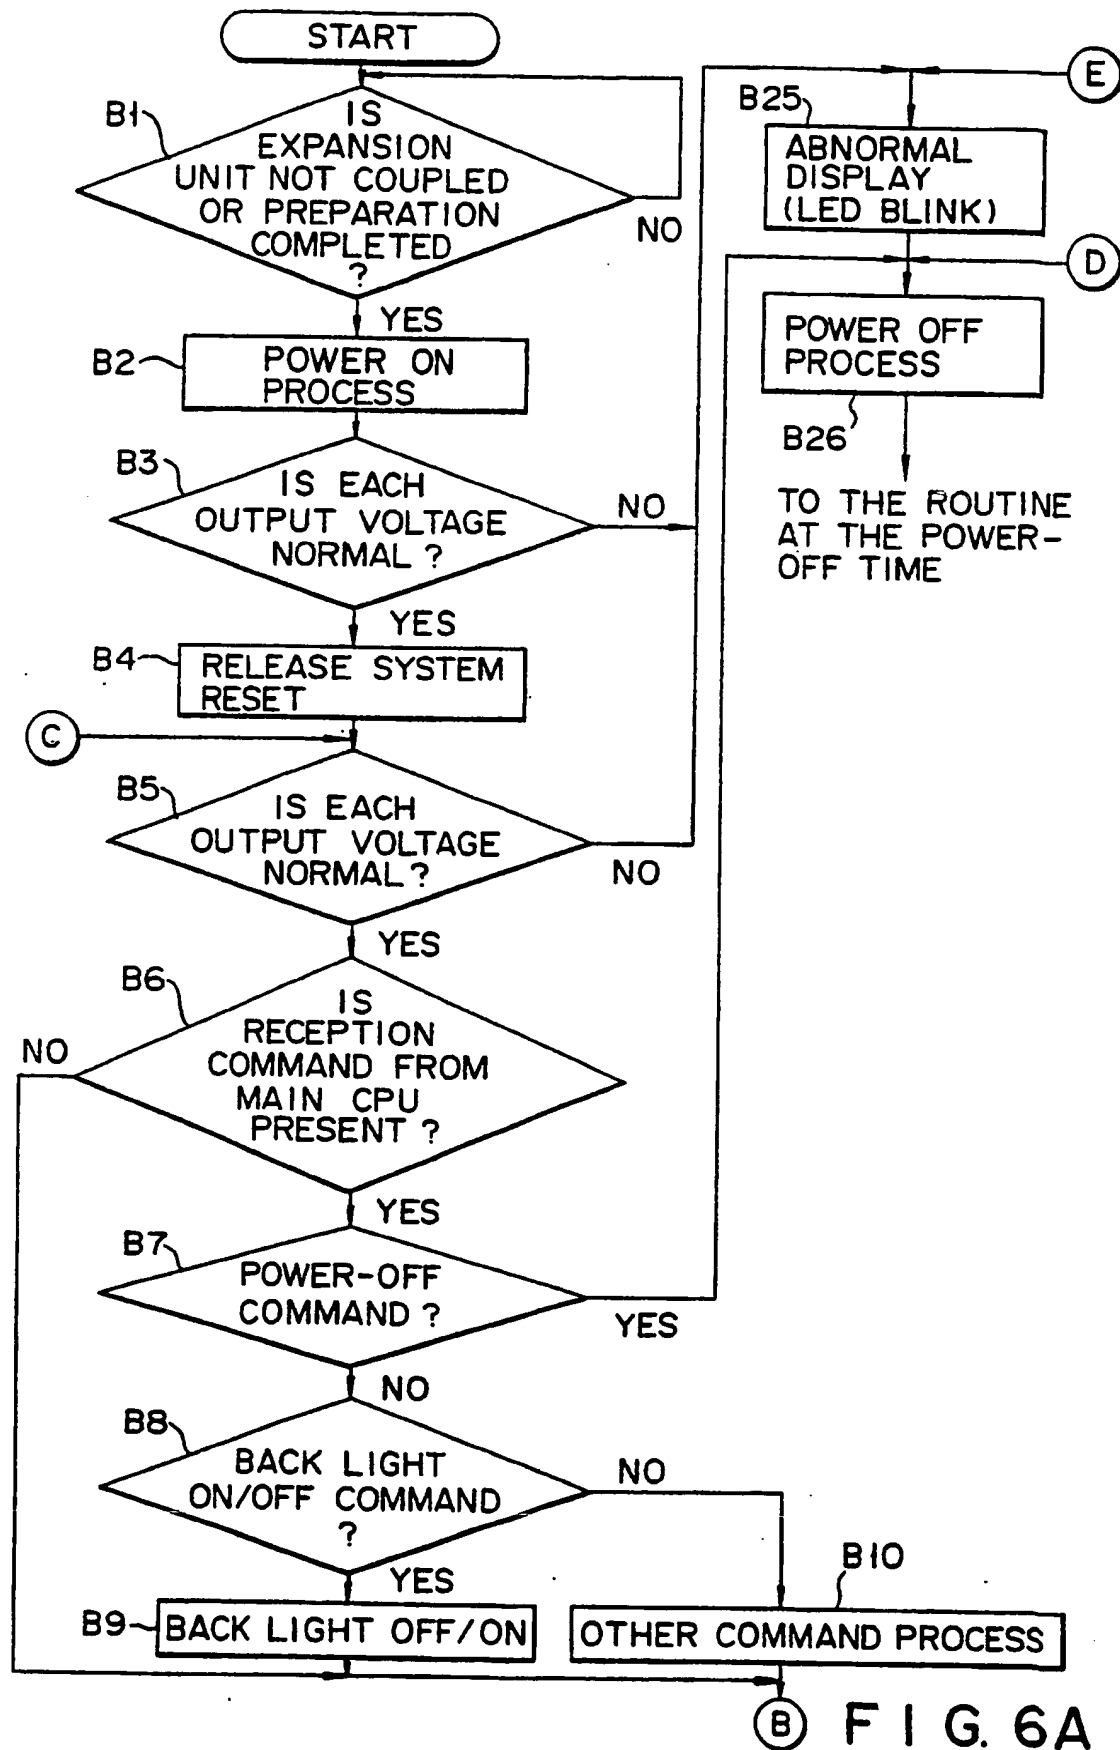 START
B1
IS
EXPANSION
UNIT NOT COUPLED
OR PREPARATION
COMPLETED
?
NO
YES
B2
POWER ON
PROCESS
B3
IS EACH
OUTPUT VOLTAGE
NORMAL ?
NO
YES
B4
RELEASE SYSTEM
RESET
C
B5
IS EACH
OUTPUT VOLTAGE
NORMAL ?
NO
YES
B6
IS
RECEPTION
COMMAND FROM
MAIN CPU
PRESENT ?
NO
YES
B7
POWER-OFF
COMMAND ?
YES
NO
B8
BACK LIGHT
ON/OFF COMMAND
?
NO
YES
B9
BACK LIGHT OFF/ON
B10
OTHER COMMAND PROCESS
B
E
B25
ABNORMAL
DISPLAY
(LED BLINK)
D
POWER OFF
PROCESS
B26
TO THE ROUTINE
AT THE POWER-
OFF TIME
FIG. 6A